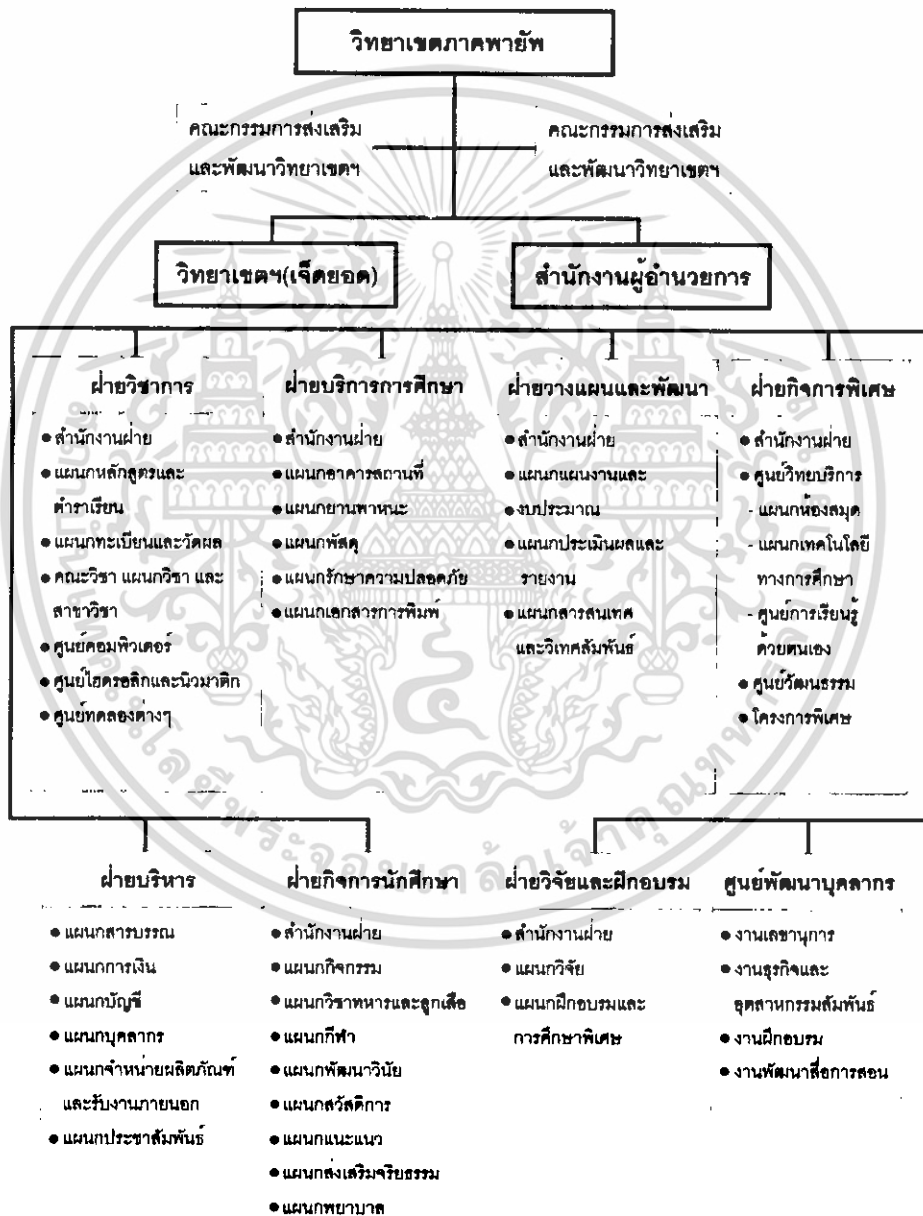 วิทยาเขตภาคพายัพ
คณะกรรมการส่งเสริม
และพัฒนาวิทยาเขตฯ
คณะกรรมการส่งเสริม
และพัฒนาวิทยาเขตฯ
วิทยาเขตฯ(เจ็ดยอด)
สำนักงานผู้อำนวยการ
ฝ่ายวิชาการ
● สำนักงานฝ่าย
● แผนกหลักสูตรและ
ตำราเรียน
● แผนกทะเบียนและวัดผล
● คณะวิชา แผนกวิชา และ
สาขาวิชา
● ศูนย์คอมพิวเตอร์
● ศูนย์ไฮดรอลิกและนิวมาติก
● ศูนย์ทดลองต่างๆ
ฝ่ายบริการการศึกษา
● สำนักงานฝ่าย
● แผนกอาคารสถานที่
● แผนกยานพาหนะ
● แผนกพัสดุ
● แผนกรักษาความปลอดภัย
● แผนกเอกสารการพิมพ์
ฝ่ายวางแผนและพัฒนา
● สำนักงานฝ่าย
● แผนกแผนงานและ
● งบประมาณ
● แผนกประเมินผลและ
รายงาน
● แผนกสารสนเทศ
และวิเทศสัมพันธ์
ฝ่ายกิจการพิเศษ
● สำนักงานฝ่าย
● ศูนย์วิทยบริการ
- แผนกห้องสมุด
- แผนกเทคโนโลยี
ทางการศึกษา
- ศูนย์การเรียนรู้
ด้วยตนเอง
● ศูนย์วัฒนธรรม
● โครงการพิเศษ
ฝ่ายบริหาร
● แผนกสารบรรณ
● แผนกการเงิน
● แผนกบัญชี
● แผนกบุคลากร
● แผนกจำหน่ายผลิตภัณฑ์
และรับงานภายนอก
● แผนกประชาสัมพันธ์
ฝ่ายกิจการนักศึกษา
● สำนักงานฝ่าย
● แผนกกิจกรรม
● แผนกวิชาทหารและลูกเสือ
● แผนกกีฬา
● แผนกพัฒนาวินัย
● แผนกสวัสดิการ
● แผนกแนะแนว
● แผนกส่งเสริมจริยธรรม
● แผนกพยาบาล
ฝ่ายวิจัยและฝึกอบรม
● สำนักงานฝ่าย
● แผนกวิจัย
● แผนกฝึกอบรมและ
การศึกษาพิเศษ
ศูนย์พัฒนาบุคลากร
● งานเลขานุการ
● งานธุรกิจและ
อุตสาหกรรมสัมพันธ์
● งานฝึกอบรม
● งานพัฒนาสื่อการสอน
พระจอมเกล้าเจ้าคุณทหาร